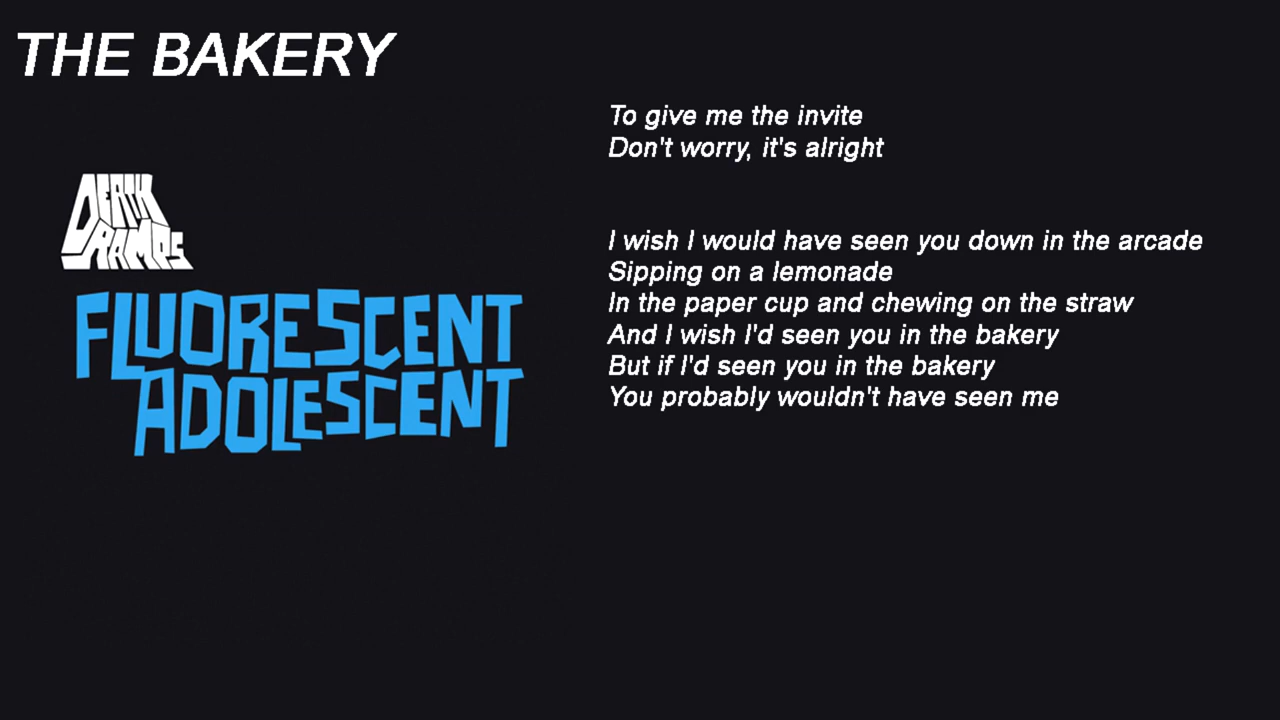 THE BAKERY
DEATH
RAMPS
FLUORESCENT
ADOLESCENT
To give me the invite
Don't worry, it's alright
I wish I would have seen you down in the arcade
Sipping on a lemonade
In the paper cup and chewing on the straw
And I wish I'd seen you in the bakery
But if I'd seen you in the bakery
You probably wouldn't have seen me